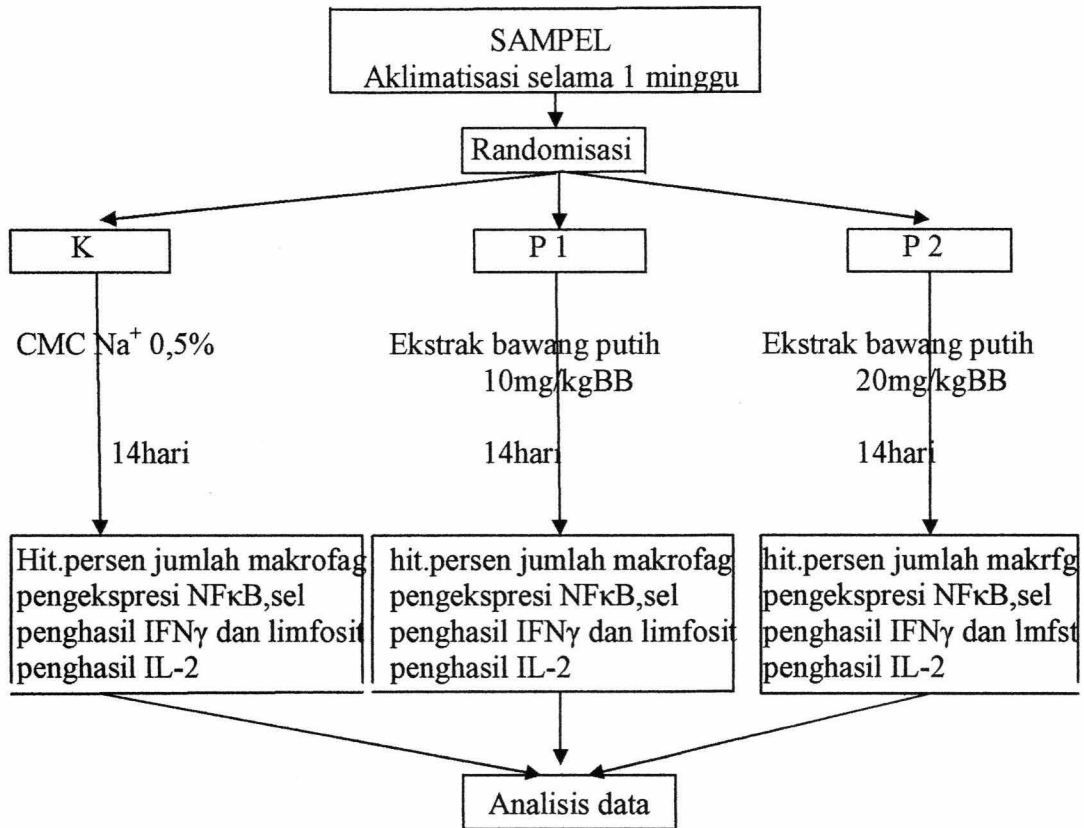 SAMPEL
Aklimatisasi selama 1 minggu
Randomisasi
K
P 1
P 2
CMC Na⁺ 0,5%
Ekstrak bawang putih
10mg/kgBB
Ekstrak bawang putih
20mg/kgBB
14hari
14hari
14hari
Hit.persen jumlah makrofag
pengekspresi NFκB,sel
penghasil IFNγ dan limfosit
penghasil IL-2
hit.persen jumlah makrofag
pengekspresi NFκB,sel
penghasil IFNγ dan limfosit
penghasil IL-2
hit.persen jumlah makrfg
pengekspresi NFκB,sel
penghasil IFNγ dan lmfst
penghasil IL-2
Analisis data